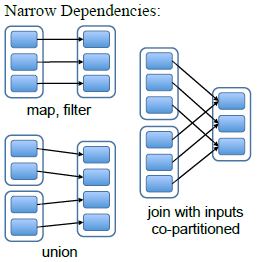 Narrow Dependencies:
map, filter
union
join with inputs
co-partitioned